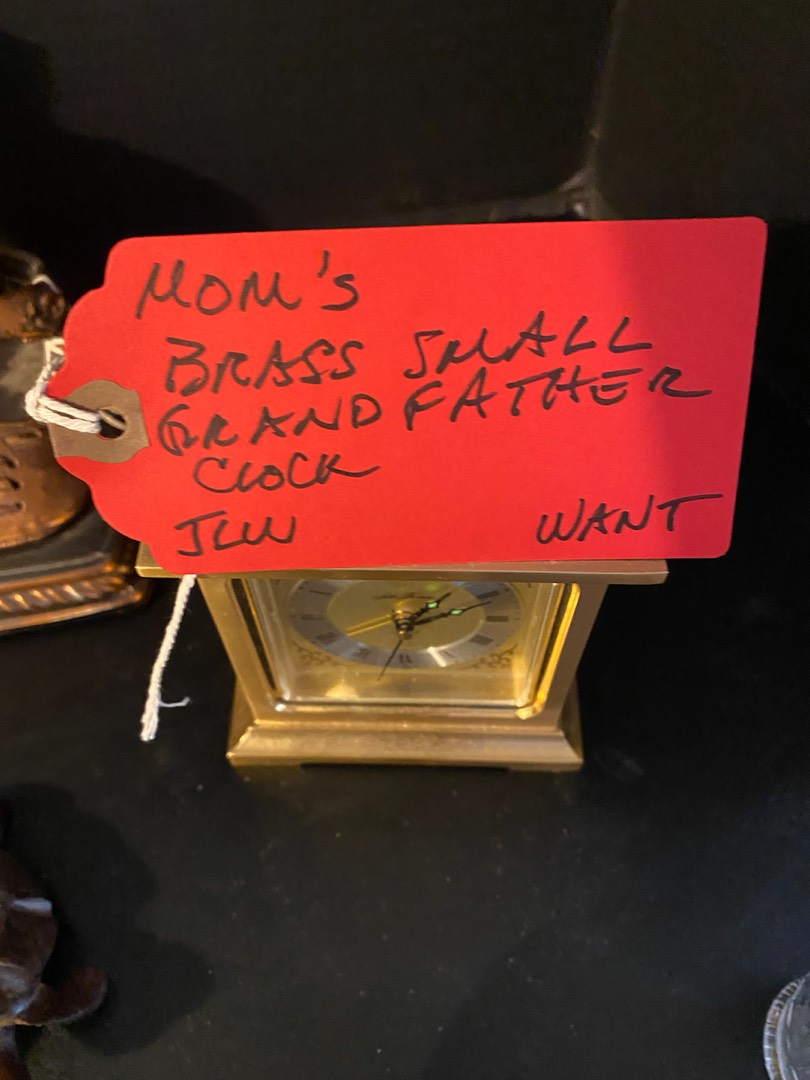 MOM'S
BRASS SMALL
GRANDFATHER
CLOCK
JLW WANT